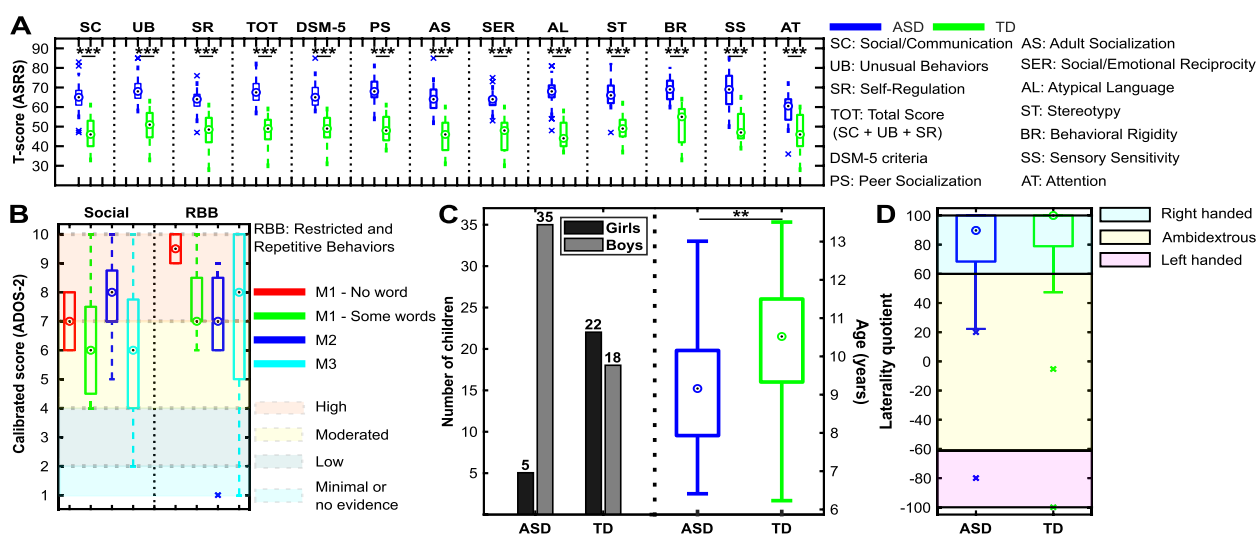 A
SC UB SR TOT DSM-5 PS AS SER AL ST BR SS AT
*** *** *** *** *** *** *** *** *** *** *** *** ***
T-score (ASRS)
90
80
70
60
50
40
30
ASD TD
SC: Social/Communication
UB: Unusual Behaviors
SR: Self-Regulation
TOT: Total Score
(SC + UB + SR)
DSM-5 criteria
PS: Peer Socialization
AS: Adult Socialization
SER: Social/Emotional Reciprocity
AL: Atypical Language
ST: Stereotypy
BR: Behavioral Rigidity
SS: Sensory Sensitivity
AT: Attention
B
Social RBB
Calibrated score (ADOS-2)
10
9
8
7
6
5
4
3
2
1
RBB: Restricted and
Repetitive Behaviors
M1 - No word
M1 - Some words
M2
M3
High
Moderated
Low
Minimal or
no evidence
C
Number of children
35
30
25
20
15
10
5
Girls
Boys
5
35
22
18
ASD TD
**
13
12
11
10
9
8
7
6
Age (years)
ASD TD
D
Laterality quotient
100
80
60
40
20
0
-20
-40
-60
-80
-100
ASD TD
Right handed
Ambidextrous
Left handed